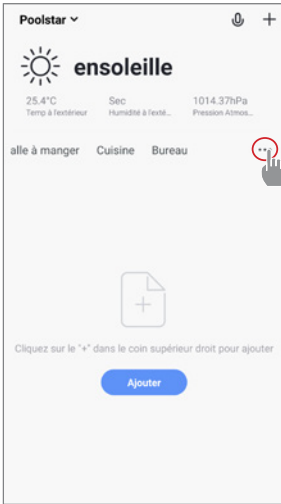 Poolstar
ensoleille
25.4°C Sec 1014.37hPa
Temp à l'extérieur Humidité à l'exté... Pression Atmos...
alle à manger Cuisine Bureau ...
Cliquez sur le "+" dans le coin supérieur droit pour ajouter
Ajouter